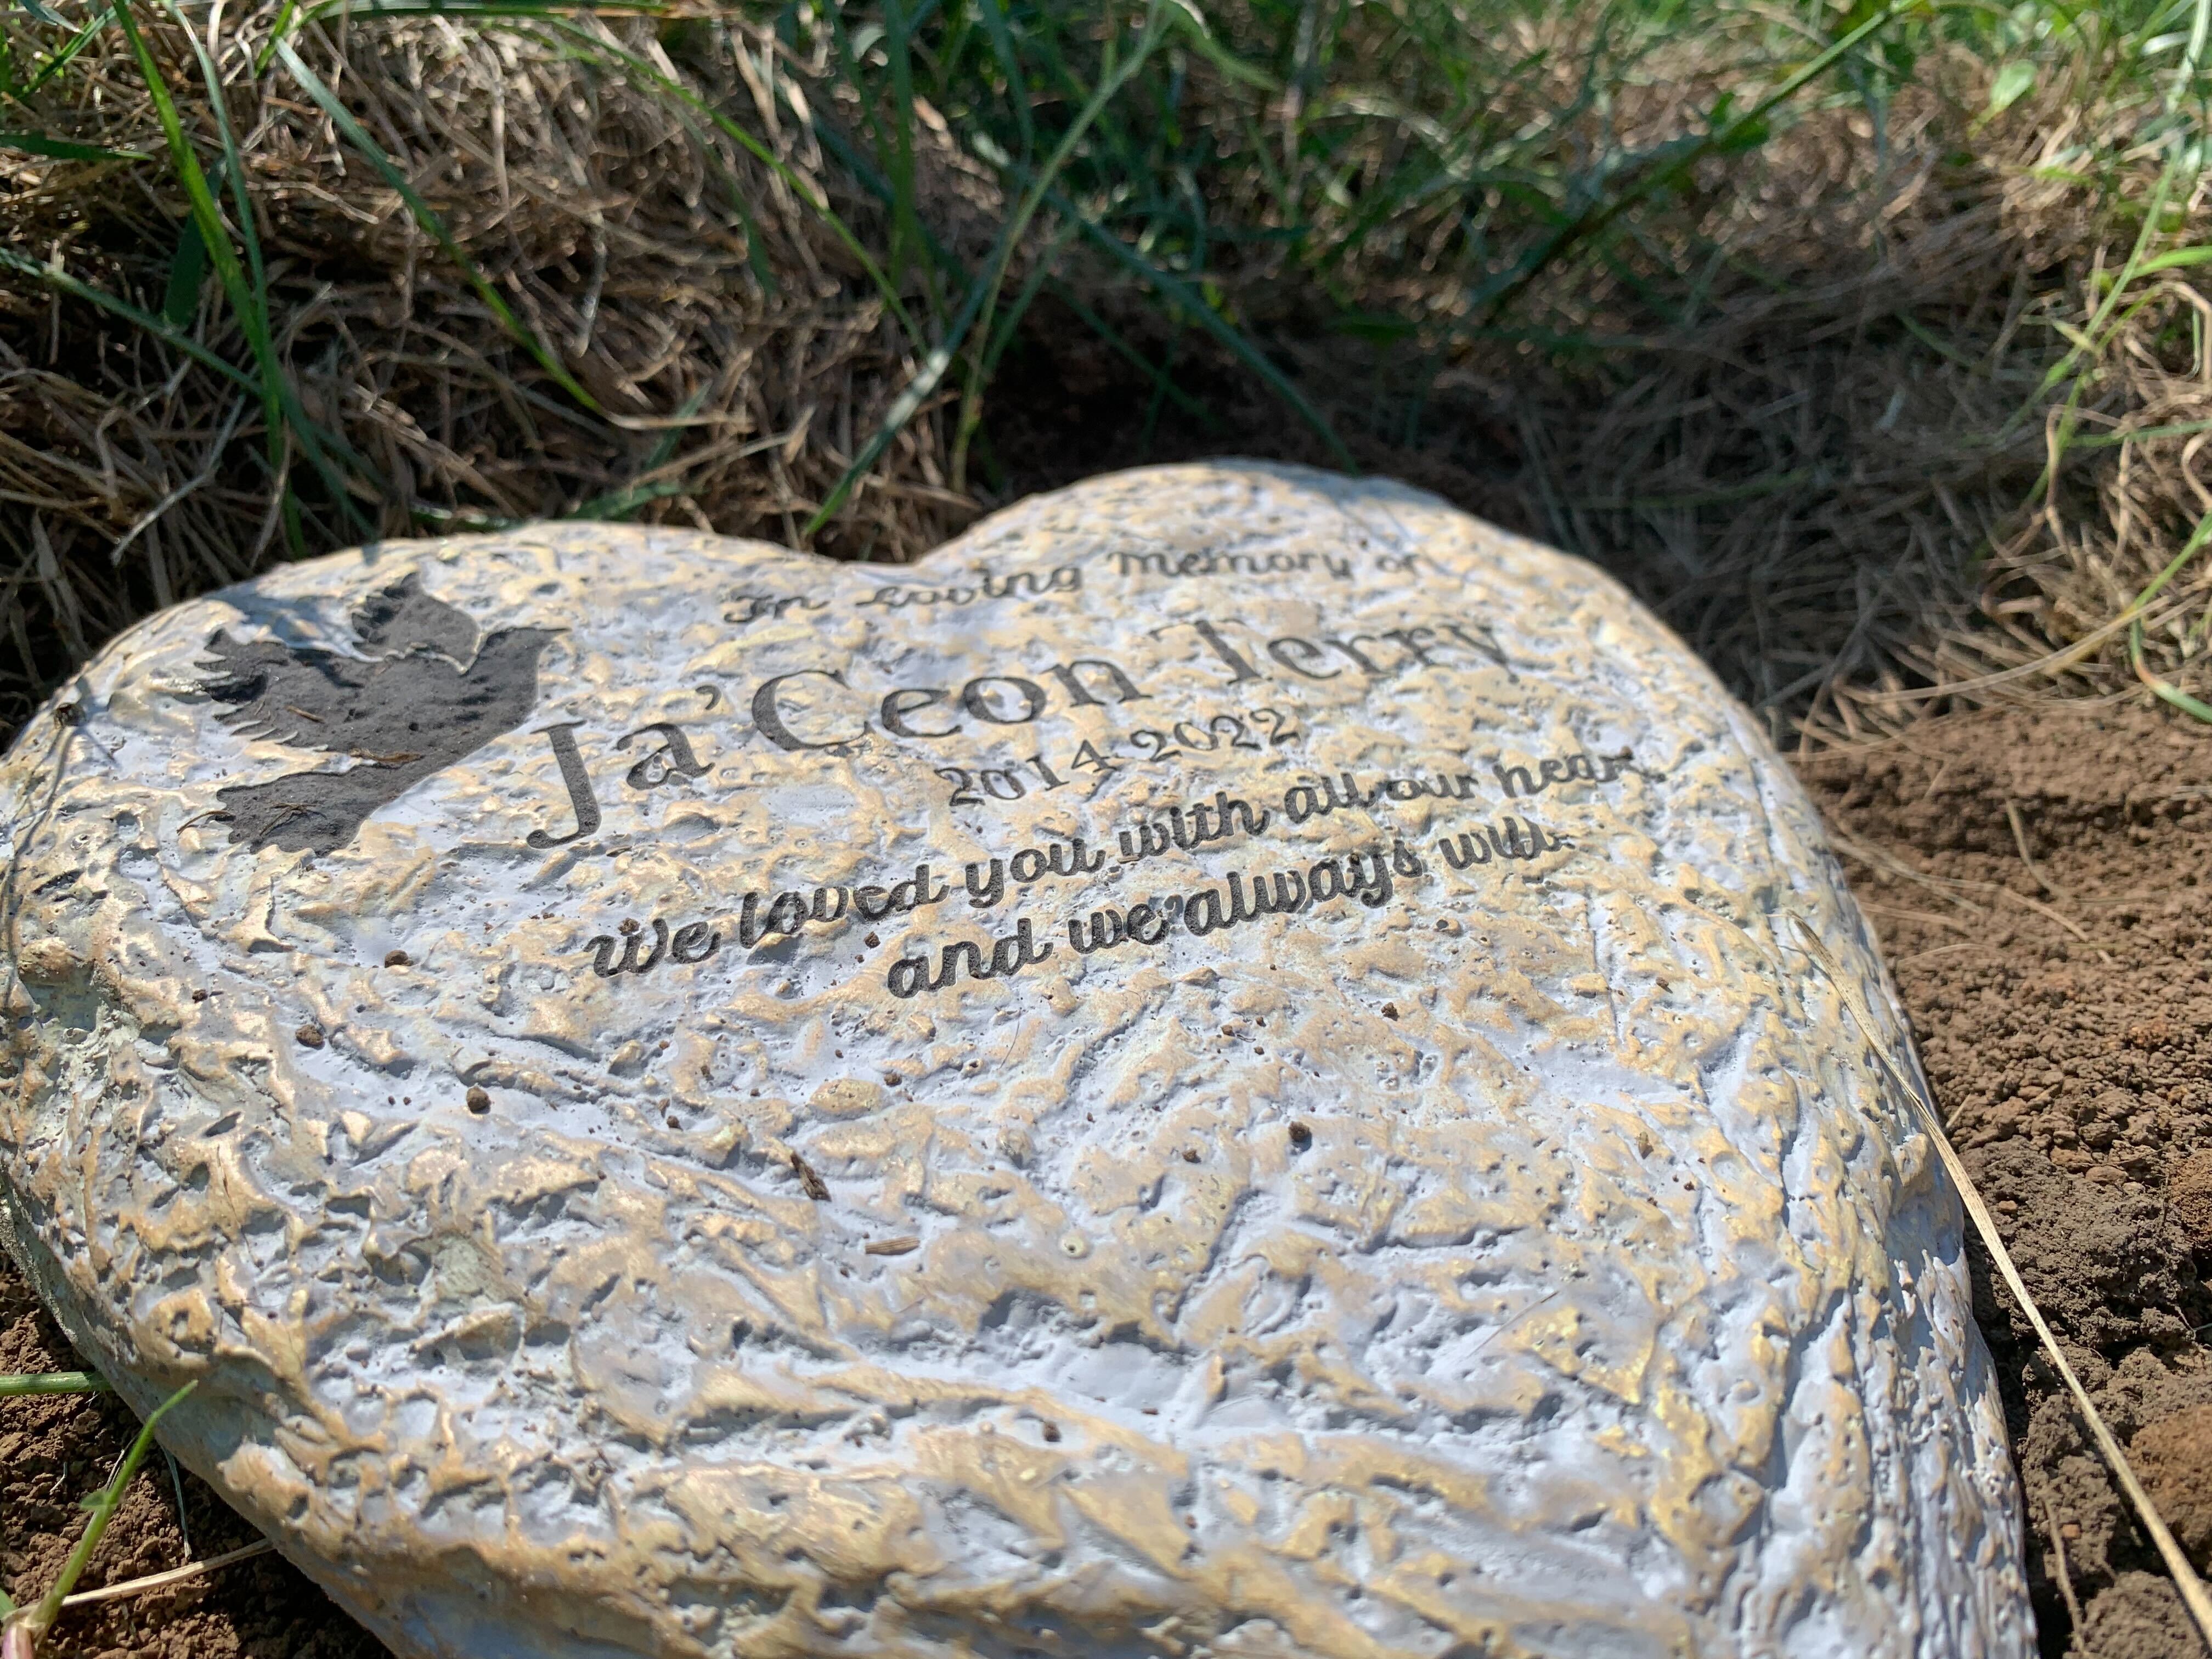 In Loving Memory of
Ja'Ceon Terry
2014 2022
We loved you with all our heart
and we always will.